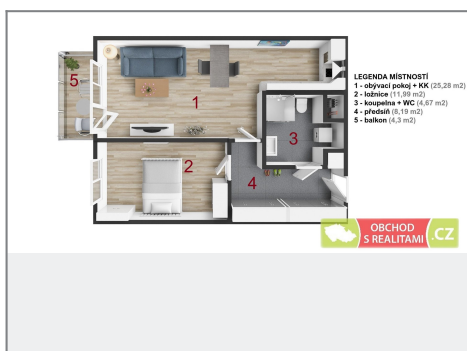 LEGENDA MÍSTNOSTÍ
1 - obývací pokoj + KK (25,28 m2)
2 - ložnice (11,99 m2)
3 - koupelna + WC (4,67 m2)
4 - předsíň (8,19 m2)
5 - balkon (4,3 m2)
5
1
3
2
4
OBCHOD
S REALITAMI
.CZ